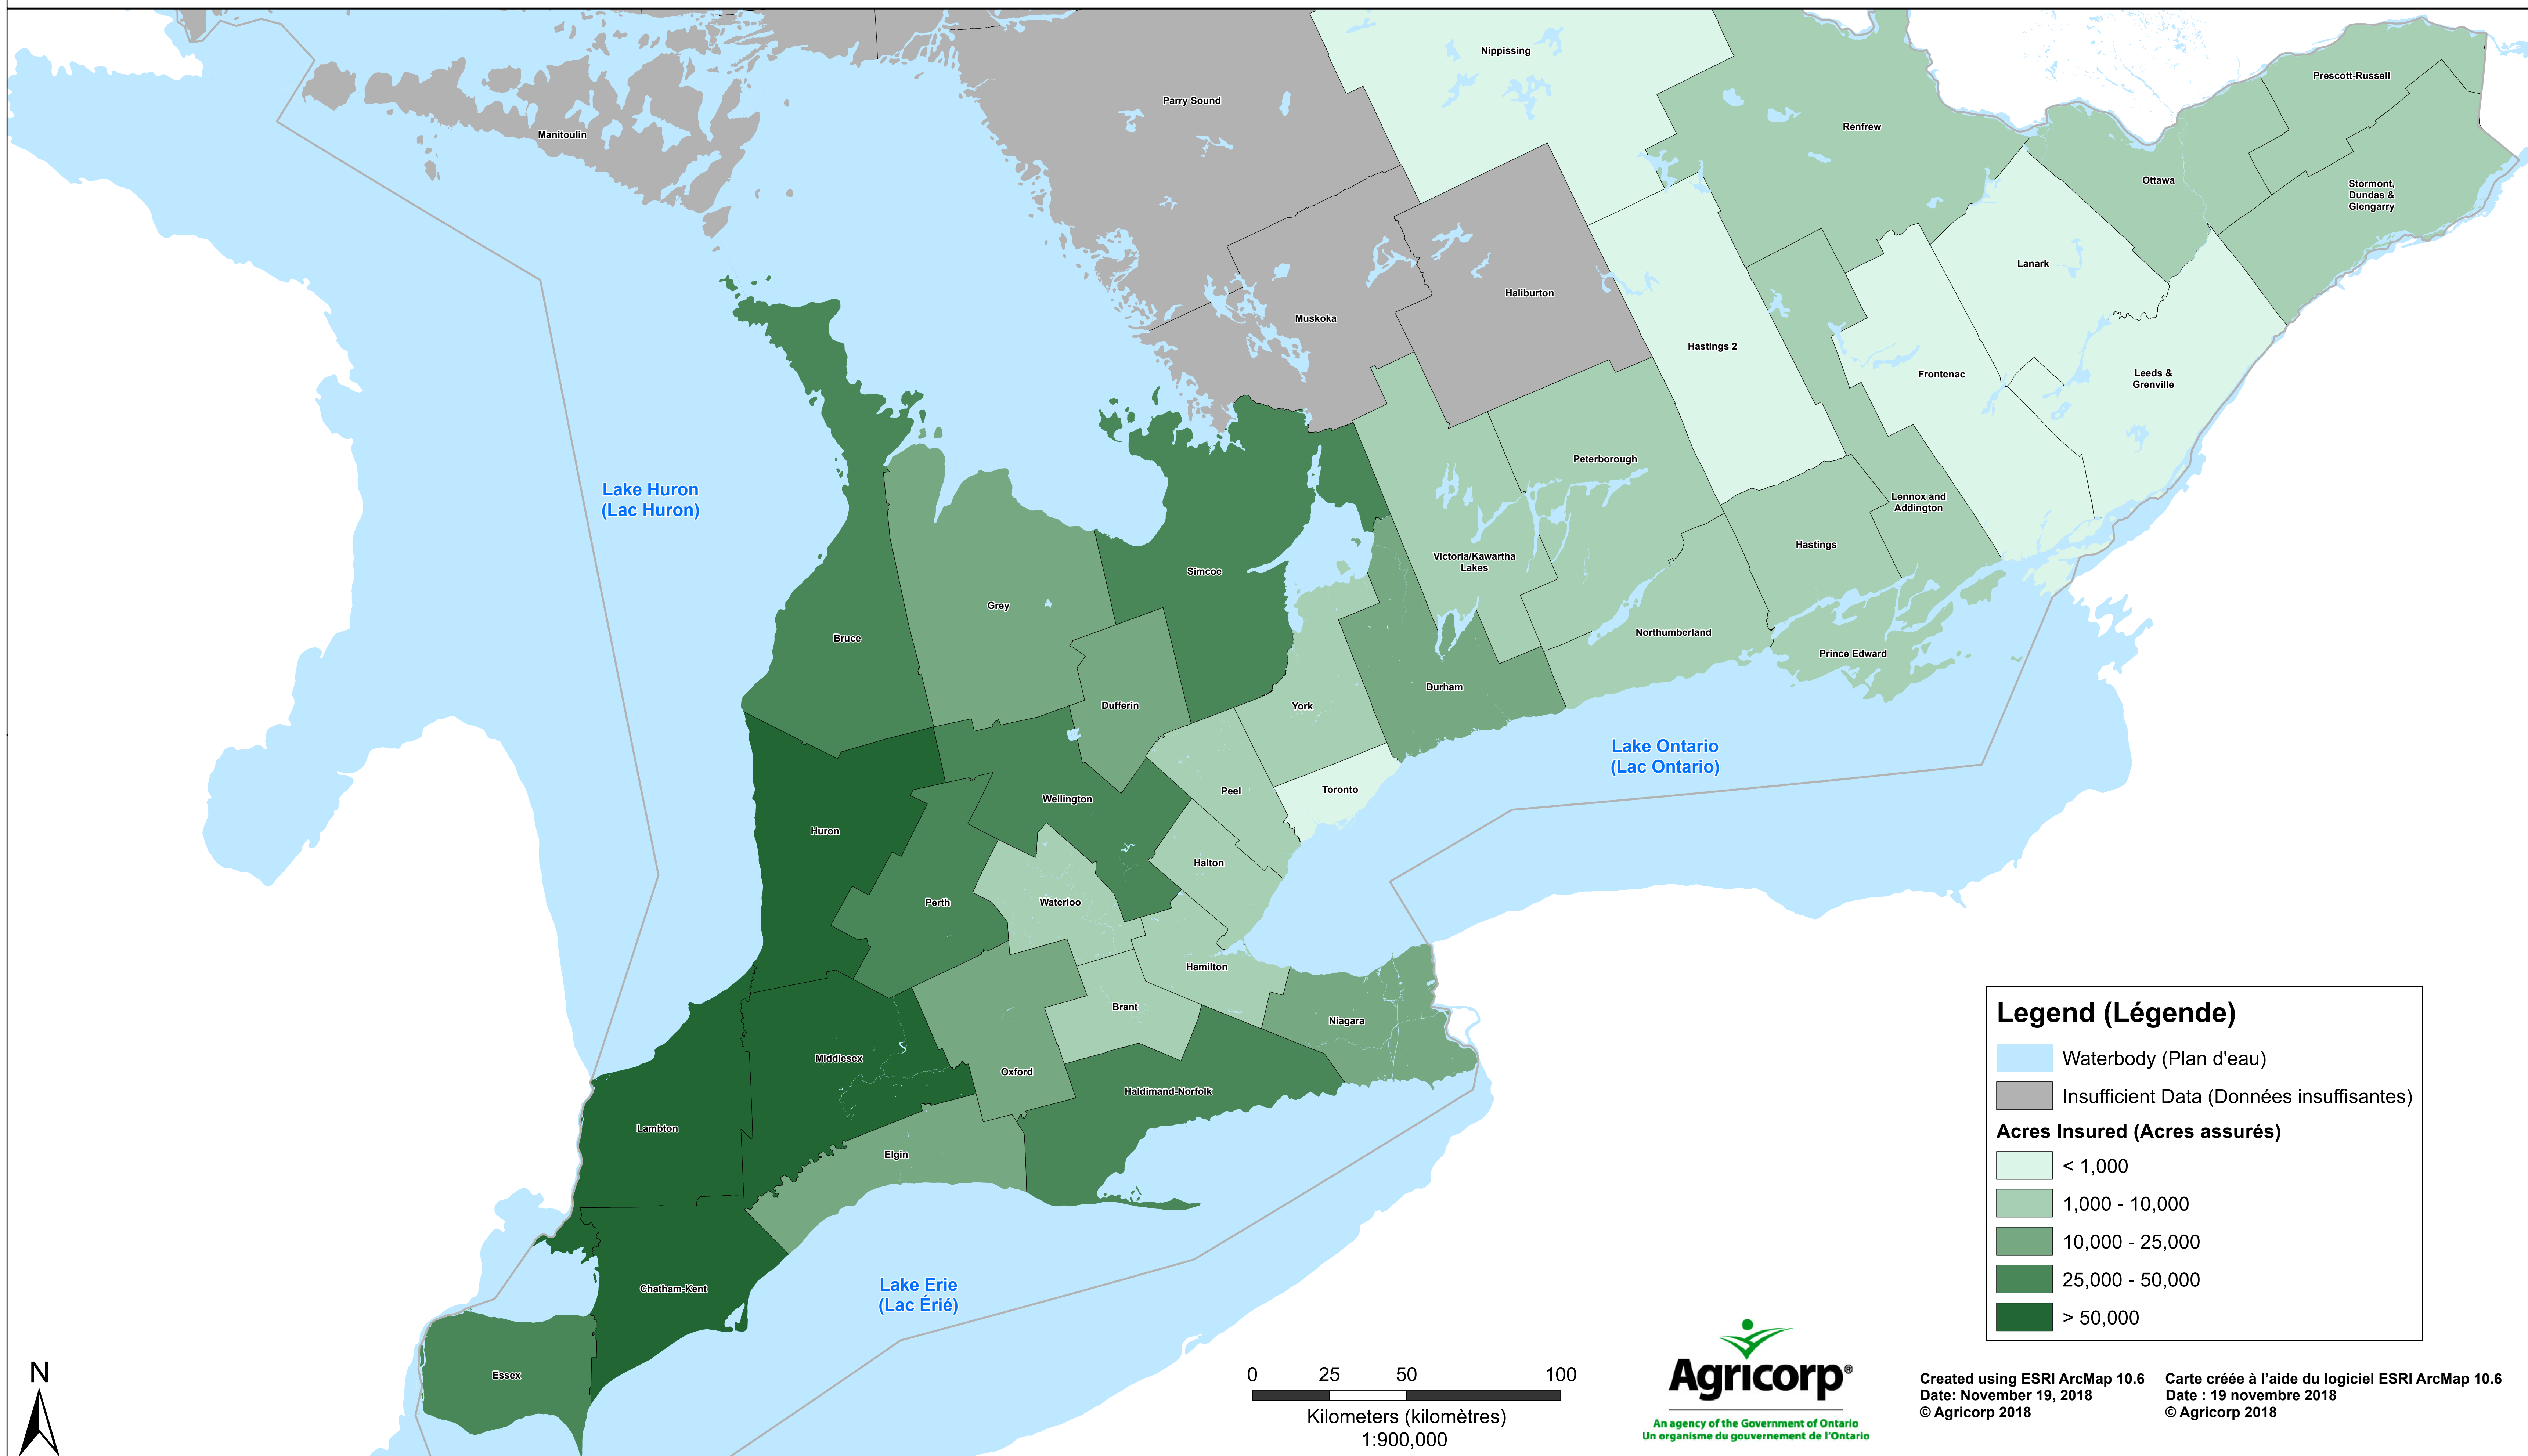 Nippissing
Prescott-Russell
Parry Sound
Renfrew
Manitoulin
Ottawa
Stormont,
Dundas &
Glengarry
Lanark
Haliburton
Muskoka
Hastings 2
Frontenac
Leeds &
Grenville
Peterborough
Lake Huron
(Lac Huron)
Lennox and
Addington
Hastings
Victoria/Kawartha
Lakes
Simcoe
Grey
Bruce
Northumberland
Prince Edward
Durham
Dufferin
York
Lake Ontario
(Lac Ontario)
Wellington
Peel
Toronto
Huron
Halton
Perth
Waterloo
Hamilton
Brant
Niagara
Middlesex
Oxford
Haldimand-Norfolk
Lambton
Elgin
Chatham-Kent
Lake Erie
(Lac Érié)
Essex
N
Legend (Légende)
Waterbody (Plan d'eau)
Insufficient Data (Données insuffisantes)
Acres Insured (Acres assurés)
< 1,000
1,000 - 10,000
10,000 - 25,000
25,000 - 50,000
> 50,000
0 25 50 100
Kilometers (kilomètres)
1:900,000
Agricorp®
An agency of the Government of Ontario
Un organisme du gouvernement de l'Ontario
Created using ESRI ArcMap 10.6
Date: November 19, 2018
© Agricorp 2018
Carte créée à l'aide du logiciel ESRI ArcMap 10.6
Date : 19 novembre 2018
© Agricorp 2018